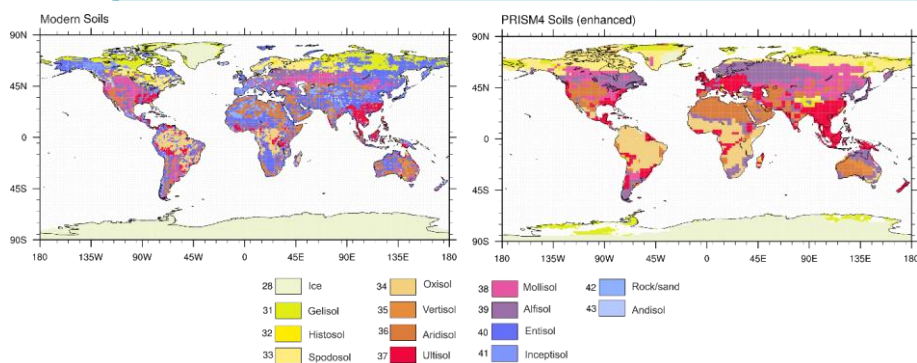 Modern Soils
PRISM4 Soils (enhanced)
90N
45N
0
45S
90S
180 135W 90W 45W 0 45E 90E 135E 180
90N
45N
0
45S
90S
180 135W 90W 45W 0 45E 90E 135E 180
28 Ice
31 Gelisol
32 Histosol
33 Spodosol
34 Oxisol
35 Vertisol
36 Aridisol
37 Ultisol
38 Mollisol
39 Alfisol
40 Entisol
41 Inceptisol
42 Rock/sand
43 Andisol